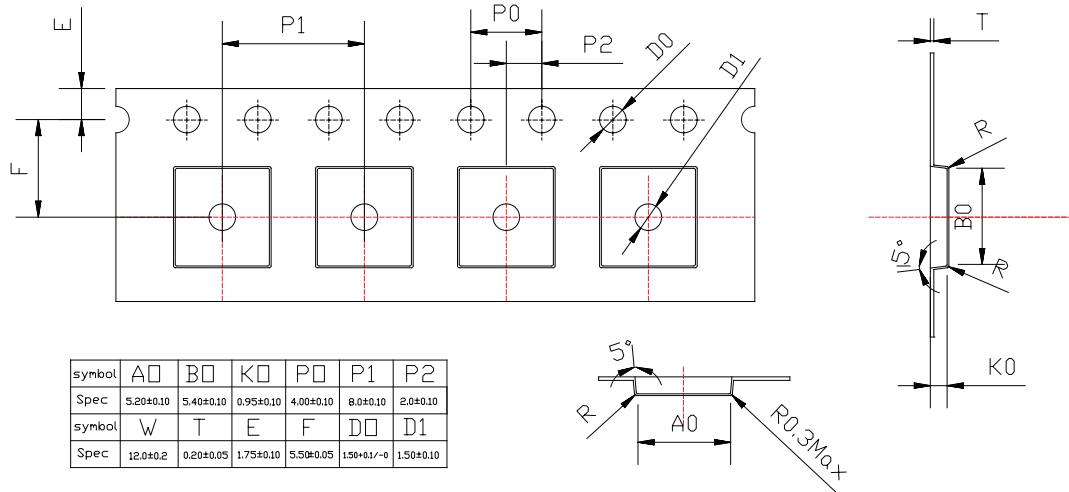 E
P1
P0
P2
D0
D1
T
F
R
B0
5°
R
K0
5°
R
A0
R0.3Max
symbol A0 B0 K0 P0 P1 P2
Spec 5.20±0.10 5.40±0.10 0.95±0.10 4.00±0.10 8.0±0.10 2.0±0.10
symbol W T E F D0 D1
Spec 12.0±0.2 0.20±0.05 1.75±0.10 5.50±0.05 1.50+0.1/-0 1.50±0.10